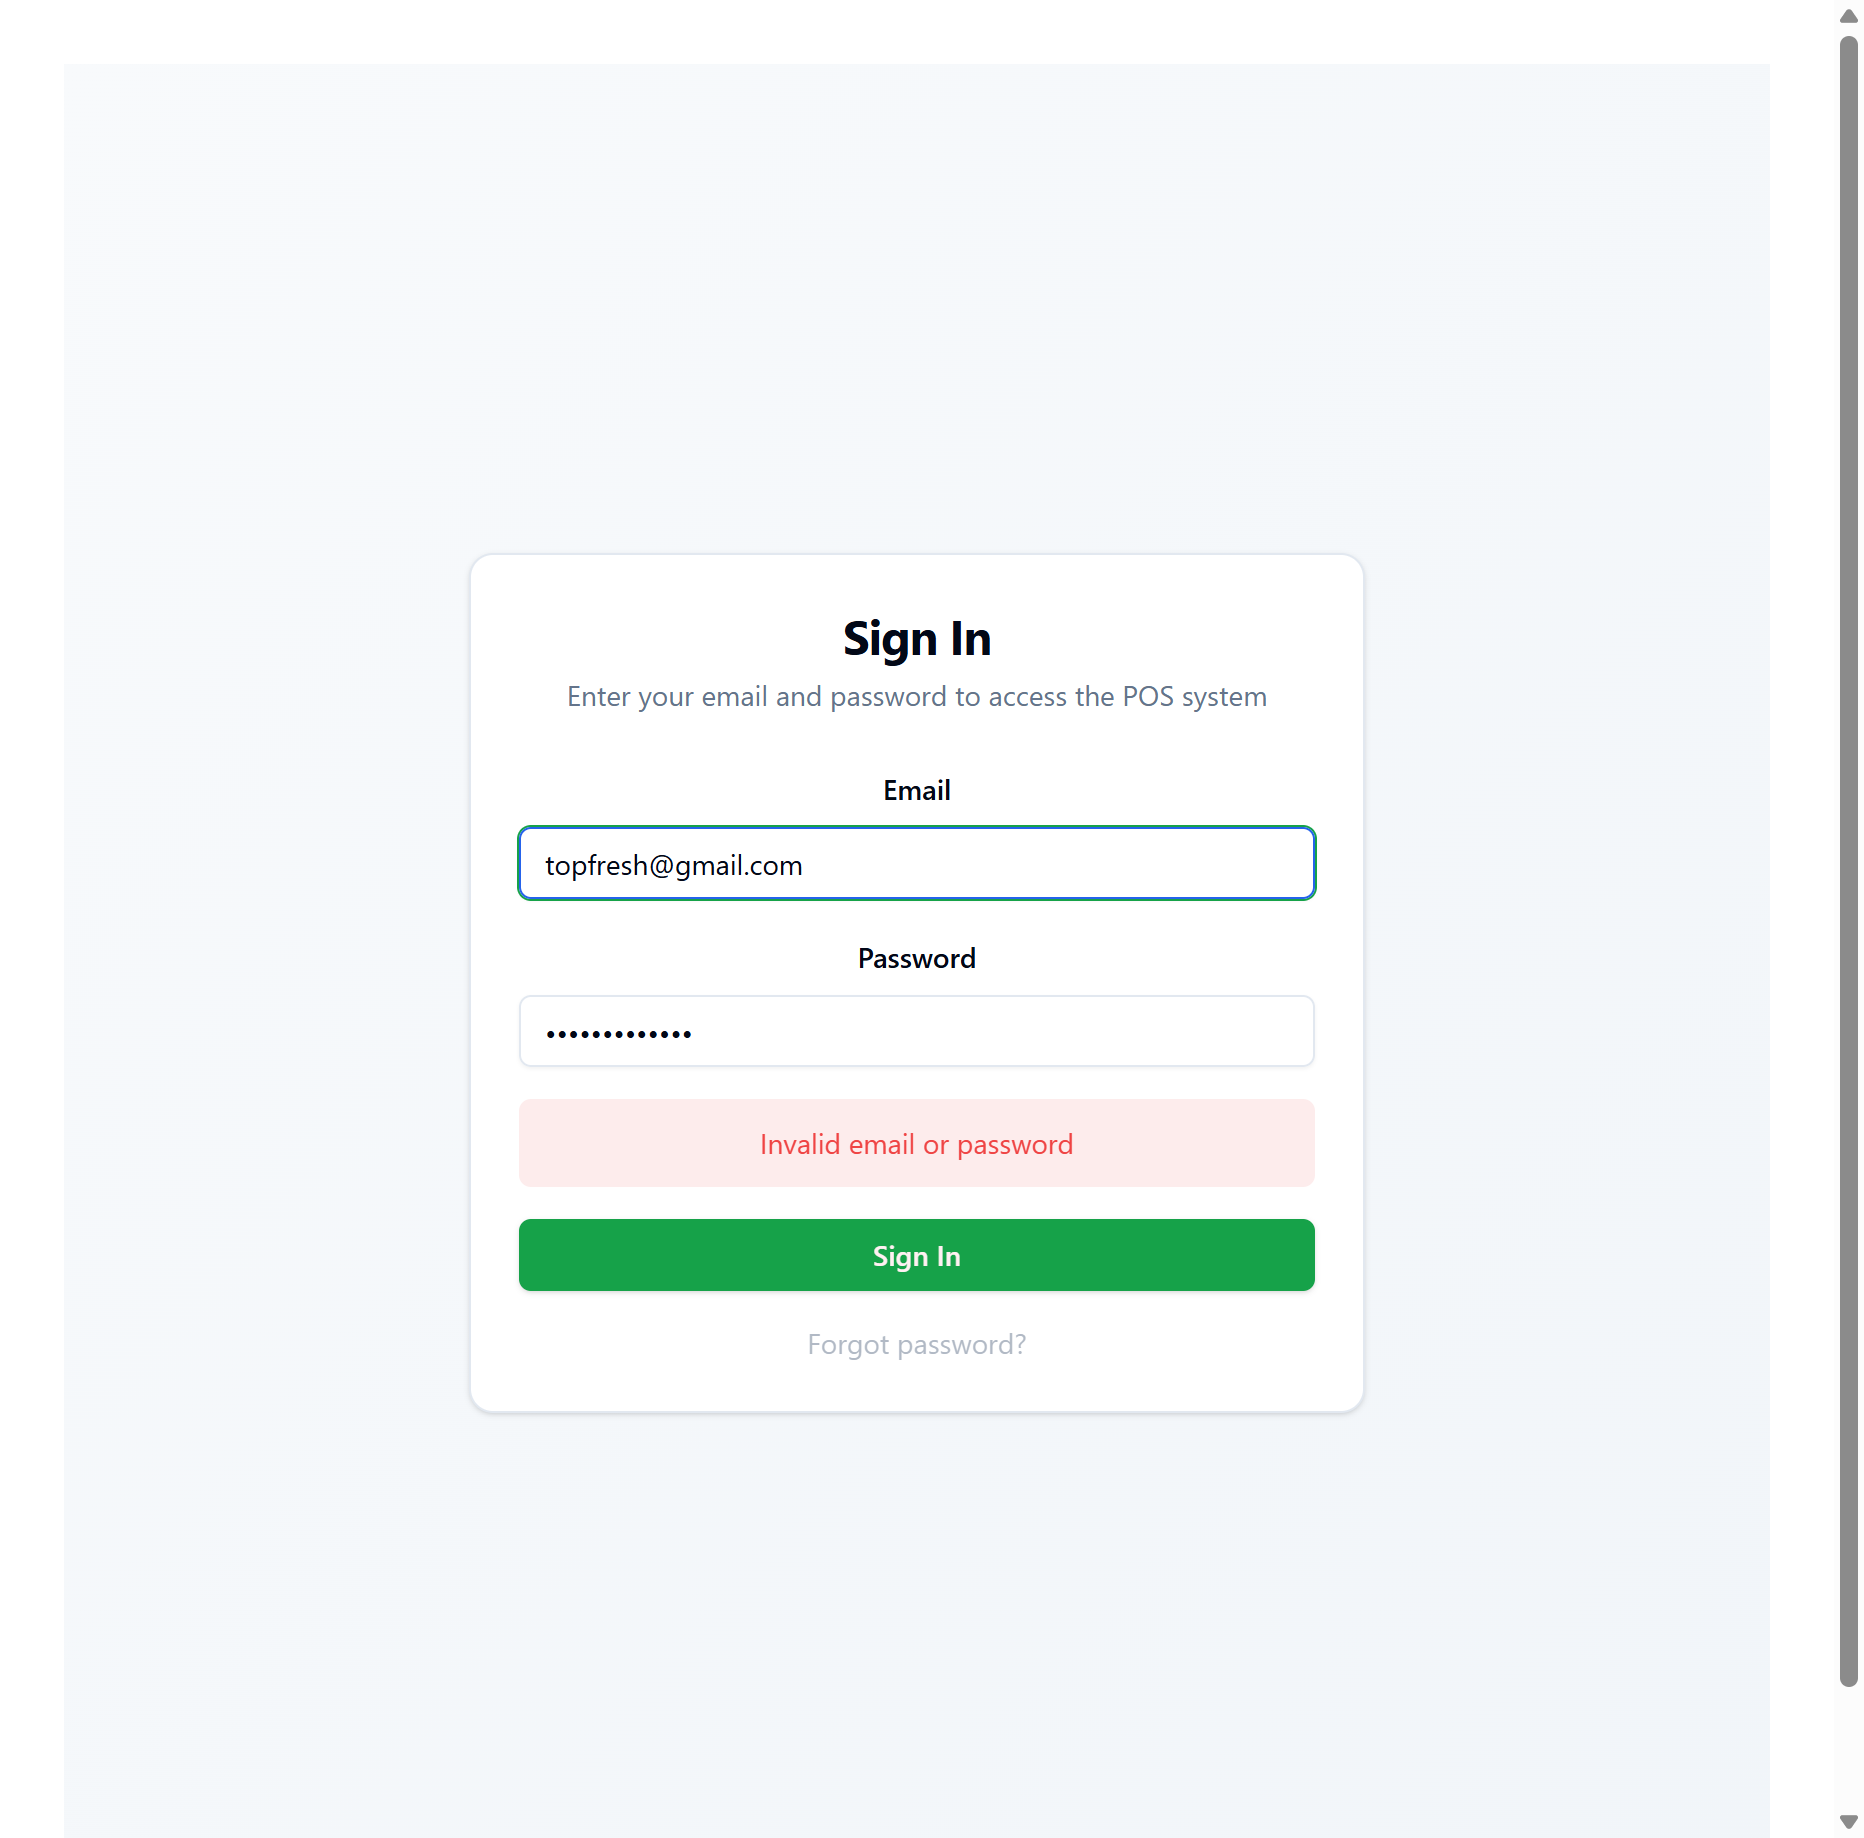 Sign In
Enter your email and password to access the POS system
Email
topfresh@gmail.com
Password
•••••••••••••
Invalid email or password
Sign In
Forgot password?